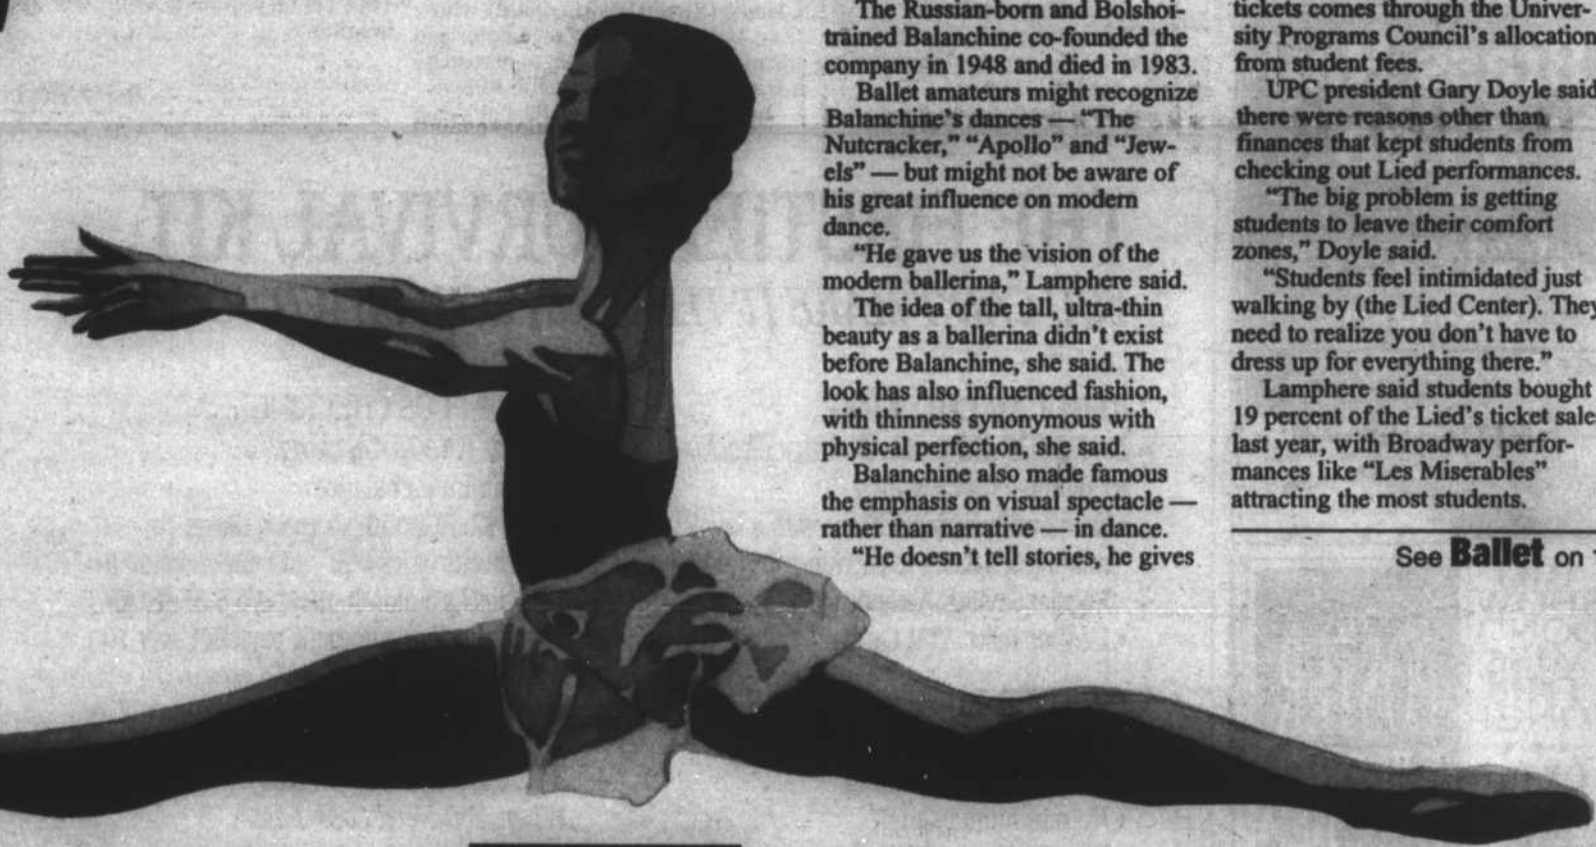 The Russian-born and Bolshoi-
trained Balanchine co-founded the
company in 1948 and died in 1983.
Ballet amateurs might recognize
Balanchine's dances — "The
Nutcracker," "Apollo" and "Jew-
els" — but might not be aware of
his great influence on modern
dance.
"He gave us the vision of the
modern ballerina," Lamphere said.
The idea of the tall, ultra-thin
beauty as a ballerina didn't exist
before Balanchine, she said. The
look has also influenced fashion,
with thinness synonymous with
physical perfection, she said.
Balanchine also made famous
the emphasis on visual spectacle —
rather than narrative — in dance.
"He doesn't tell stories, he gives
tickets comes through the Univer-
sity Programs Council's allocation
from student fees.
UPC president Gary Doyle said
there were reasons other than
finances that kept students from
checking out Lied performances.
"The big problem is getting
students to leave their comfort
zones," Doyle said.
"Students feel intimidated just
walking by (the Lied Center). They
need to realize you don't have to
dress up for everything there."
Lamphere said students bought
19 percent of the Lied's ticket sale
last year, with Broadway perfor-
mances like "Les Miserables"
attracting the most students.
See Ballet on